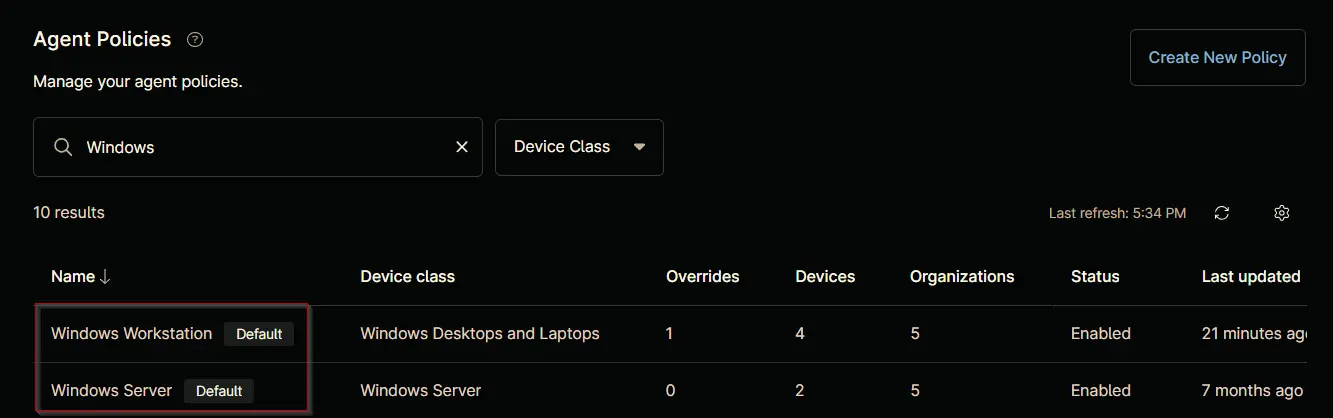 Agent Policies ?
Create New Policy
Manage your agent policies.
Windows
Device Class
10 results
Last refresh: 5:34 PM
Name Device class Overrides Devices Organizations Status Last updated
Windows Workstation Default Windows Desktops and Laptops 1 4 5 Enabled 21 minutes ag
Windows Server Default Windows Server 0 2 5 Enabled 7 months ago